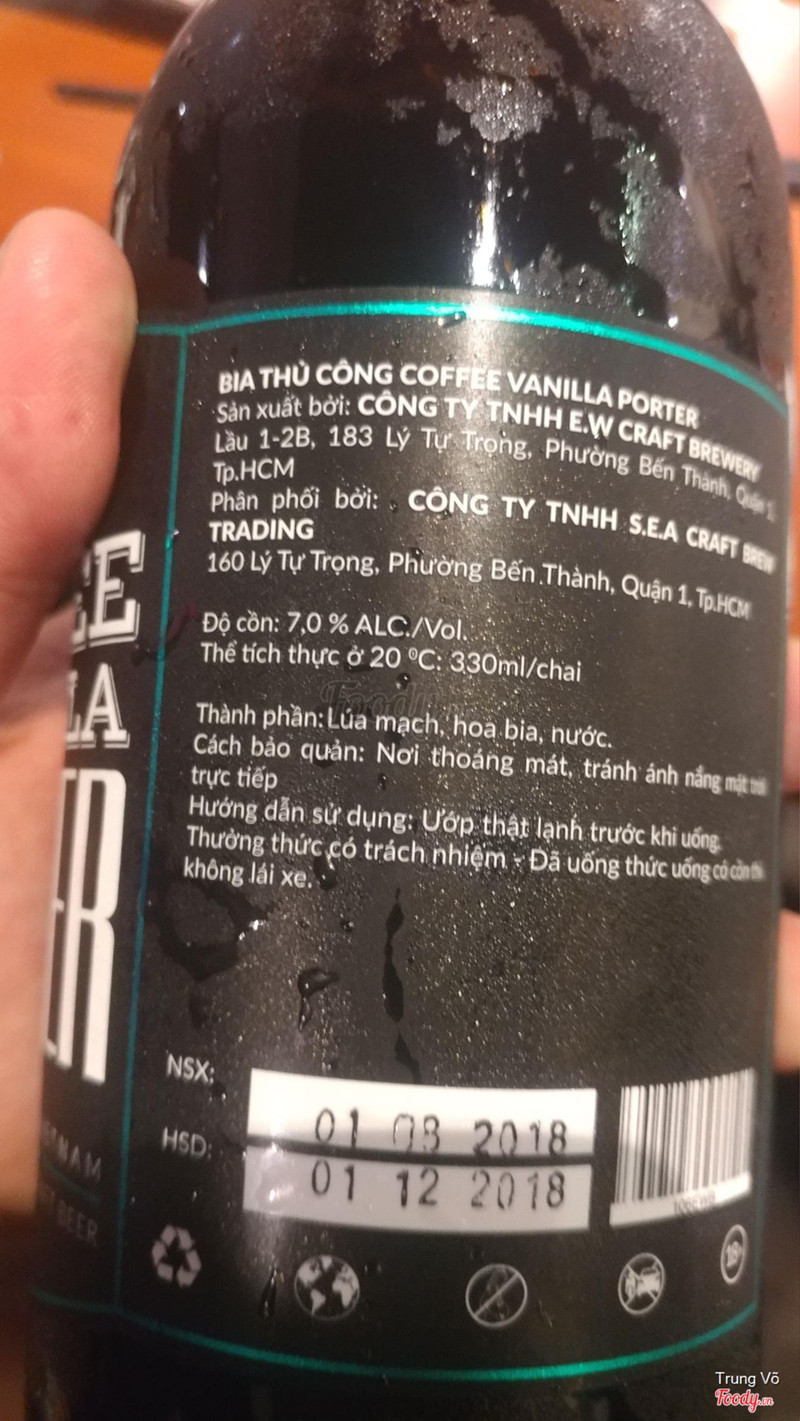 BIA THỦ CÔNG COFFEE VANILLA PORTER
Sản xuất bởi: CÔNG TY TNHH E.W CRAFT BREWERY
Lầu 1-2B, 183 Lý Tự Trọng, Phường Bến Thành, Quận 1,
Tp.HCM
Phân phối bởi: CÔNG TY TNHH S.E.A CRAFT BREW
TRADING
160 Lý Tự Trọng, Phường Bến Thành, Quận 1, Tp.HCM
Độ cồn: 7,0 % ALC./Vol.
Thể tích thực ở 20 ⁰C: 330ml/chai
Thành phần: Lúa mạch, hoa bia, nước.
Cách bảo quản: Nơi thoáng mát, tránh ánh nắng mặt trời
trực tiếp
Hướng dẫn sử dụng: Ướp thật lạnh trước khi uống.
Thưởng thức có trách nhiệm - Đã uống thức uống có cồn thì
không lái xe.
EE
LA
ER
NSX: 01 08 2018
HSD: 01 12 2018
BEER
18+
Foody
Trung Võ
Foody.vn